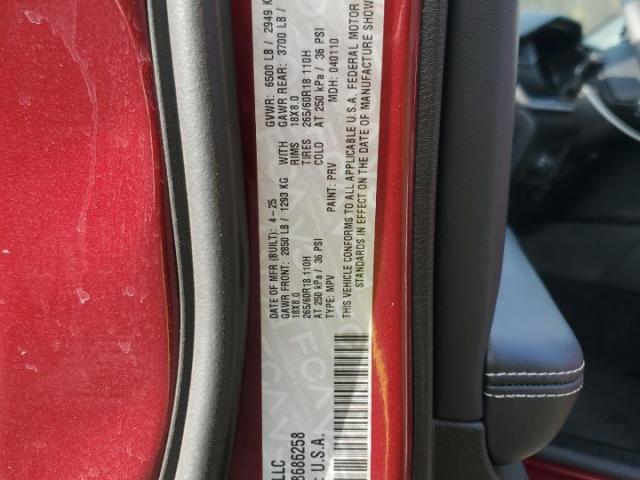 LLC
DATE OF MFR (BUILT): 4-25 GVWR: 6500 LB / 2949 K
GAWR FRONT: 2850 LB / 1293 KG WITH GAWR REAR: 3700 LB /
18X8.0 RIMS 18X8.0
265/60R18 110H TIRES 265/60R18 110H
AT 250 kPa / 36 PSI COLD AT 250 kPa / 36 PSI
8686258 TYPE: MPV PAINT: PRV MDH: 040110
THIS VEHICLE CONFORMS TO ALL APPLICABLE U.S.A. FEDERAL MOTOR
U.S.A. STANDARDS IN EFFECT ON THE DATE OF MANUFACTURE SHOW